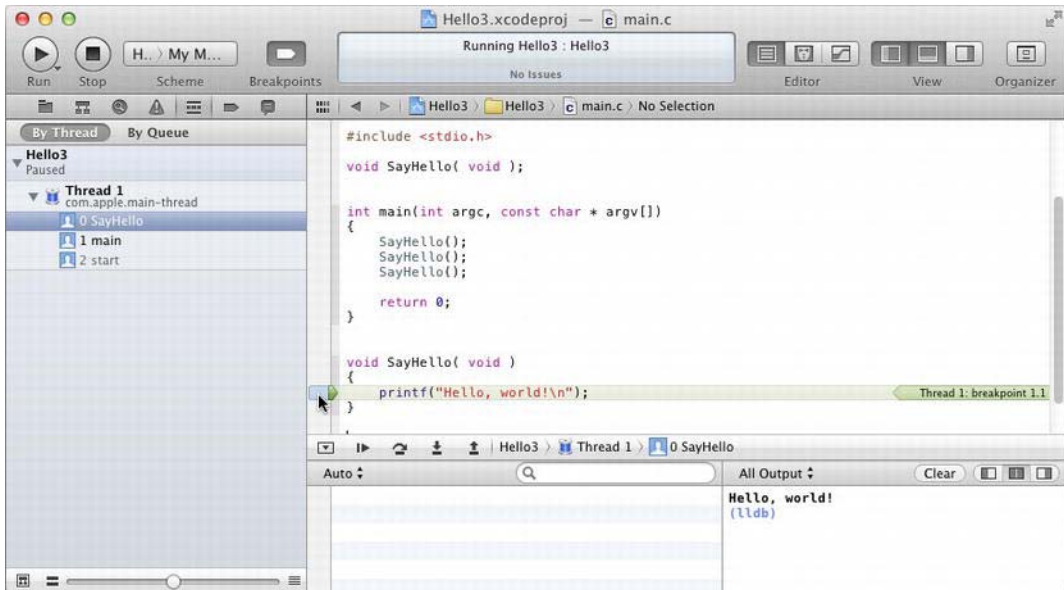 Hello3.xcodeproj — main.c
H.. › My M...
Running Hello3 : Hello3
No Issues
Run Stop Scheme Breakpoints Editor View Organizer
Hello3 › Hello3 › main.c › No Selection
By Thread By Queue
Hello3
Paused
Thread 1
com.apple.main-thread
0 SayHello
1 main
2 start
#include <stdio.h>
void SayHello( void );
int main(int argc, const char * argv[])
{
SayHello();
SayHello();
SayHello();
return 0;
}
void SayHello( void )
{
printf("Hello, world!\n");
Thread 1: breakpoint 1.1
}
Hello3 › Thread 1 › 0 SayHello
Auto
All Output
Clear
Hello, world!
(lldb)